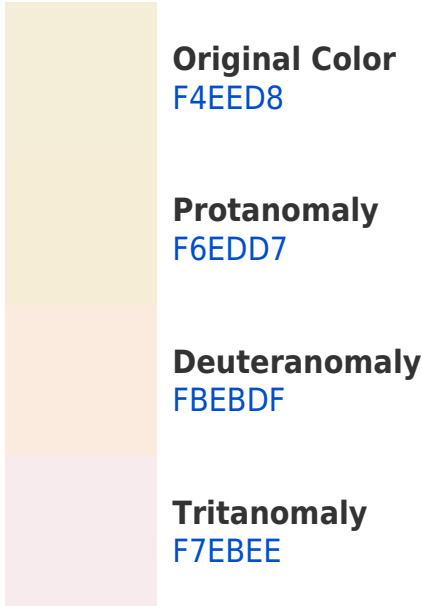 Original Color
F4EED8
Protanomaly
F6EDD7
Deuteranomaly
FBEBDF
Tritanomaly
F7EBEE